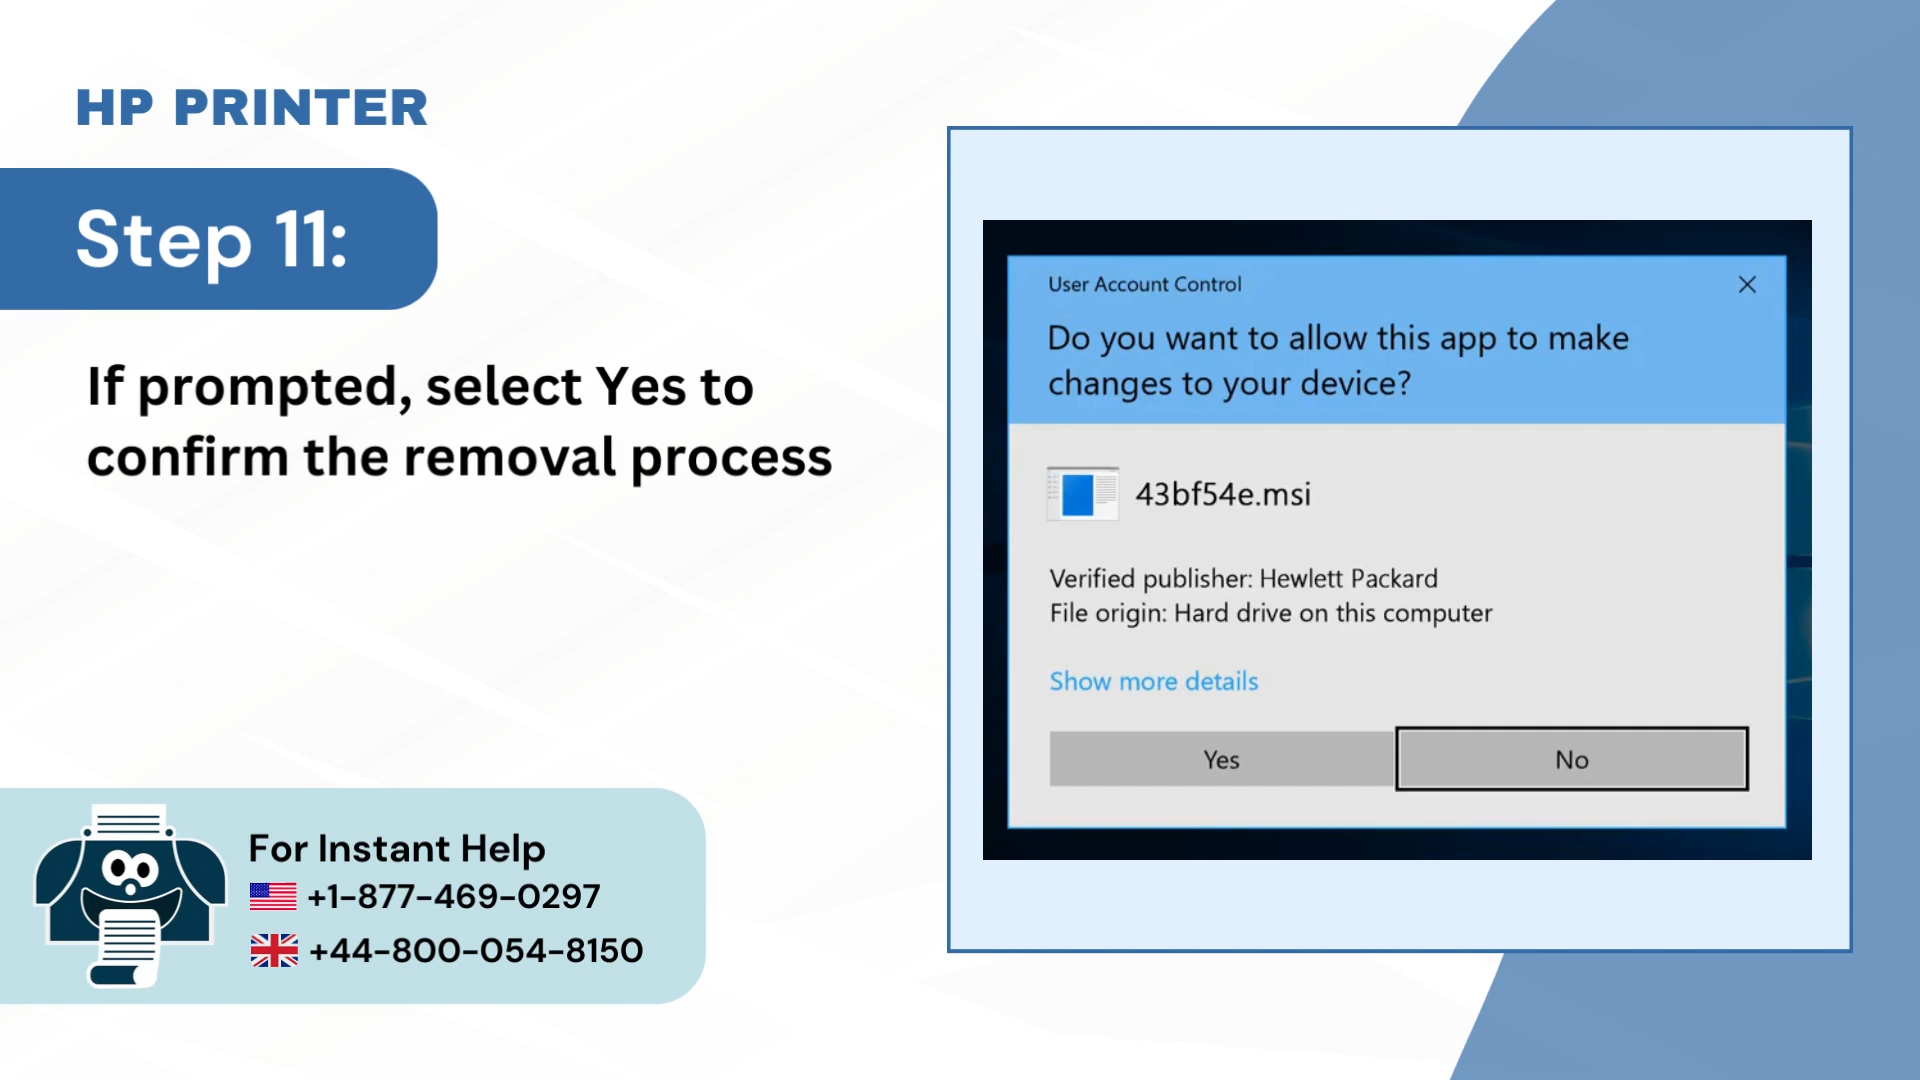 HP PRINTER
Step 11:
If prompted, select Yes to
confirm the removal process
User Account Control
Do you want to allow this app to make
changes to your device?
43bf54e.msi
Verified publisher: Hewlett Packard
File origin: Hard drive on this computer
Show more details
Yes
No
For Instant Help
+1-877-469-0297
+44-800-054-8150